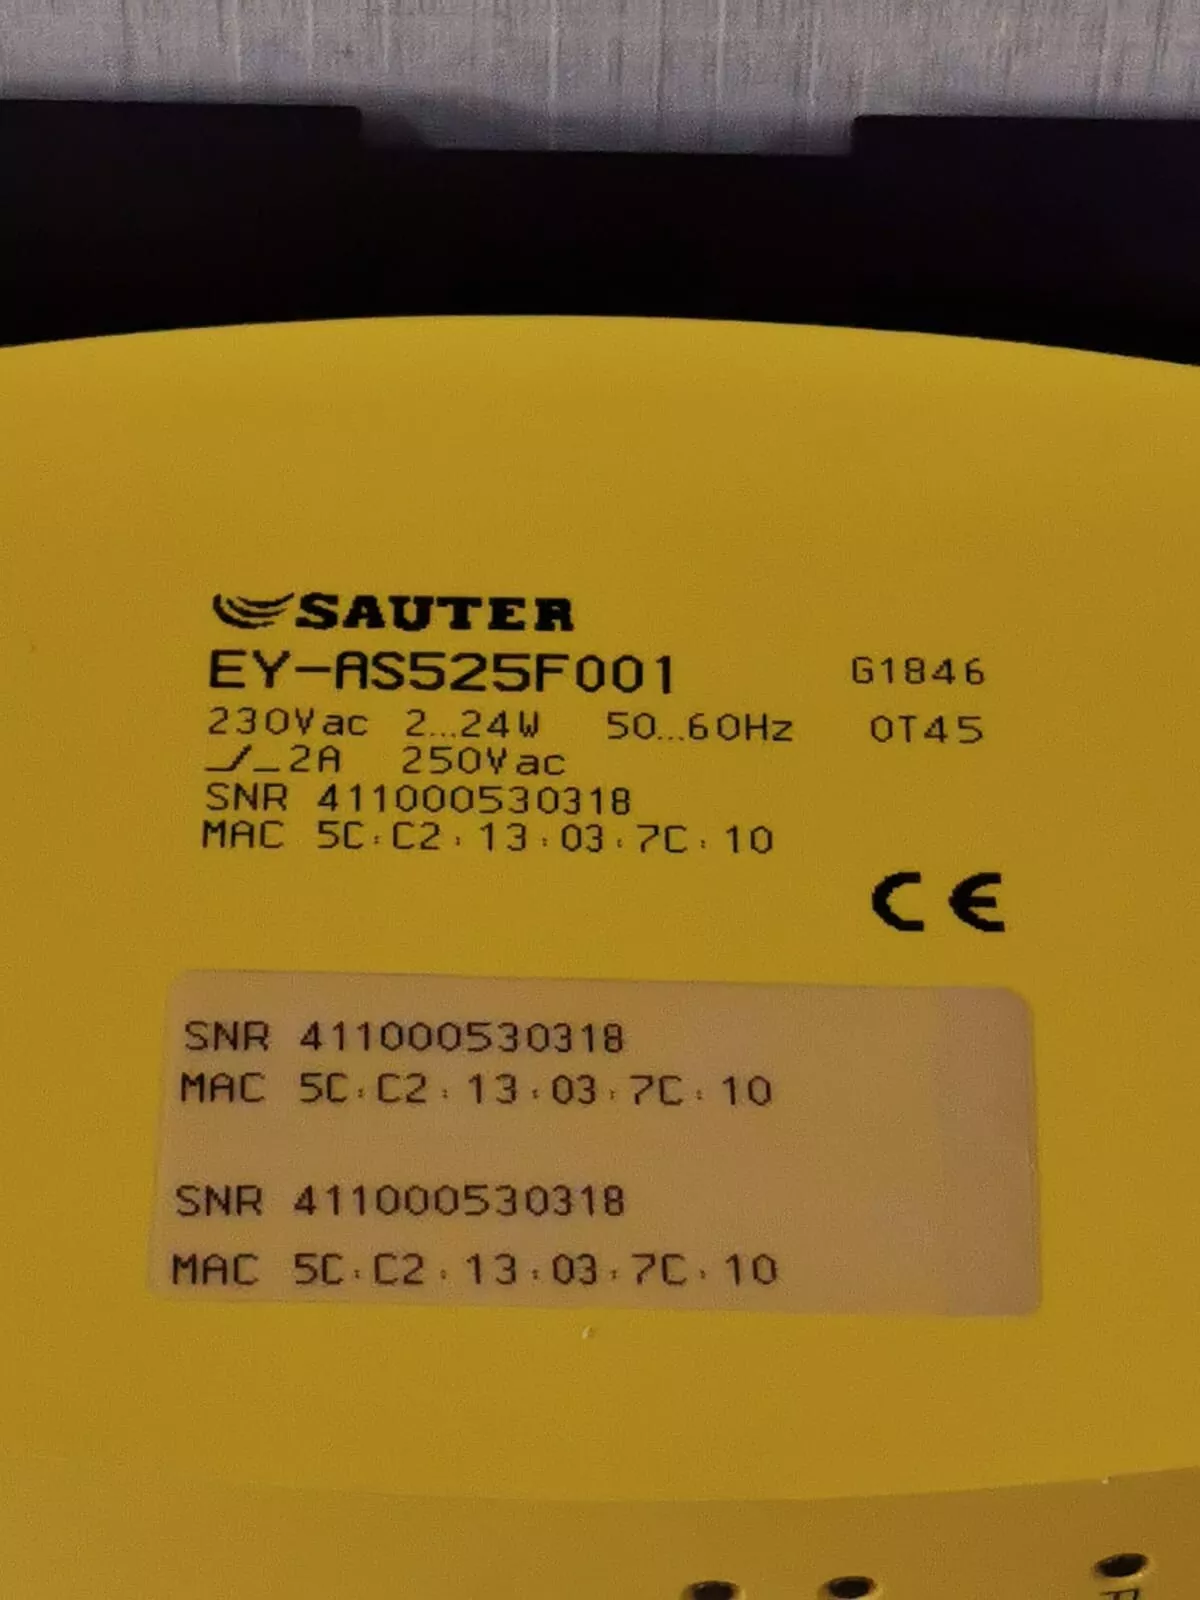 SAUTER
EY-AS525F001 G1846
230Vac 2...24W 50...60Hz 0T45
2A 250Vac
SNR 411000530318
MAC 5C:C2:13:03:7C:10
CE
SNR 411000530318
MAC 5C:C2:13:03:7C:10
SNR 411000530318
MAC 5C:C2:13:03:7C:10